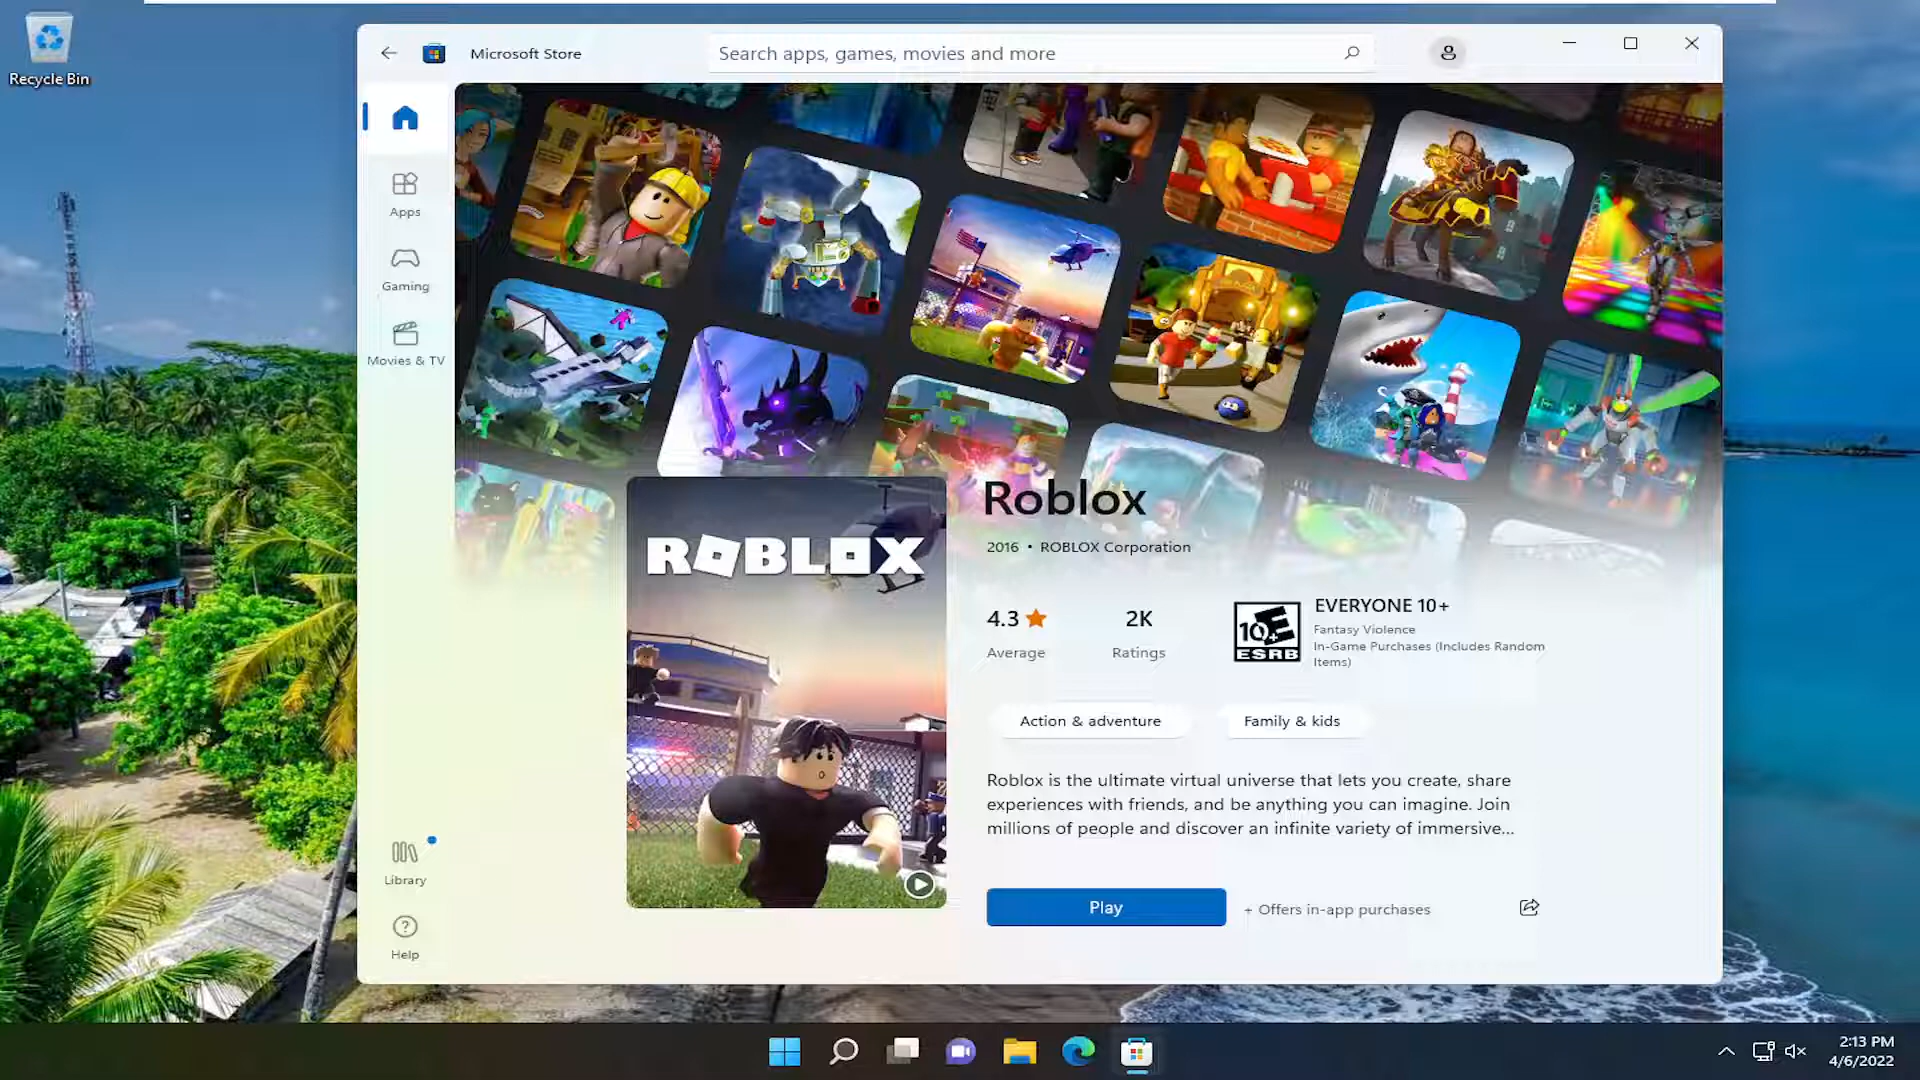 Recycle Bin
Microsoft Store
Search apps, games, movies and more
Apps
Gaming
Movies & TV
Library
Help
ROBLOX
Roblox
2016 • ROBLOX Corporation
4.3
Average
2K
Ratings
10+
E
ESRB
EVERYONE 10+
Fantasy Violence
In-Game Purchases (Includes Random
Items)
Action & adventure
Family & kids
Roblox is the ultimate virtual universe that lets you create, share
experiences with friends, and be anything you can imagine. Join
millions of people and discover an infinite variety of immersive...
Play
+ Offers in-app purchases
2:13 PM
4/6/2022